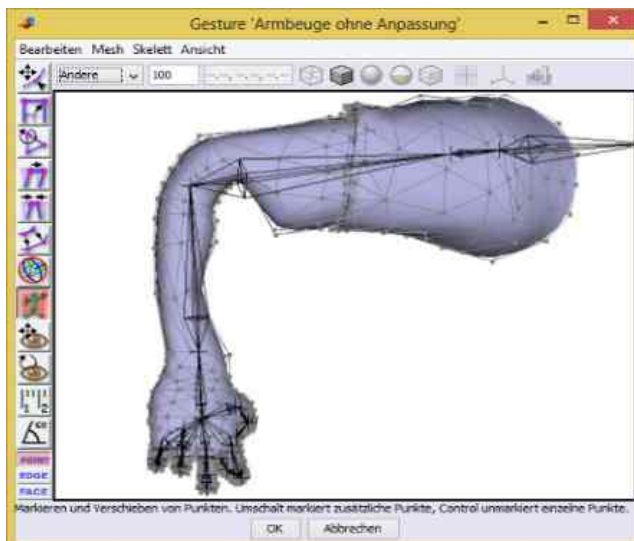 Gesture 'Armbeuge ohne Anpassung'
Bearbeiten Mesh Skelett Ansicht
Andere 100
POINT
EDGE
FACE
Markieren und Verschieben von Punkten. Umschalt markiert zusätzliche Punkte, Control unmarkiert einzelne Punkte.
OK Abbrechen